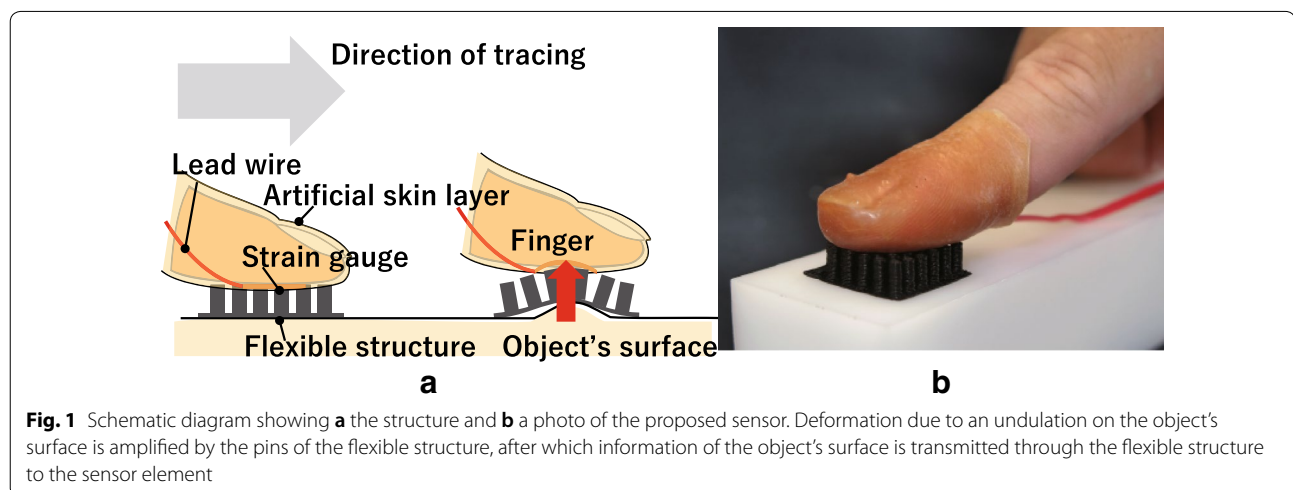 Direction of tracing
Lead wire
Artificial skin layer
Strain gauge
Finger
Flexible structure
Object's surface
a
b
Fig. 1 Schematic diagram showing a the structure and b a photo of the proposed sensor. Deformation due to an undulation on the object's
surface is amplified by the pins of the flexible structure, after which information of the object's surface is transmitted through the flexible structure
to the sensor element